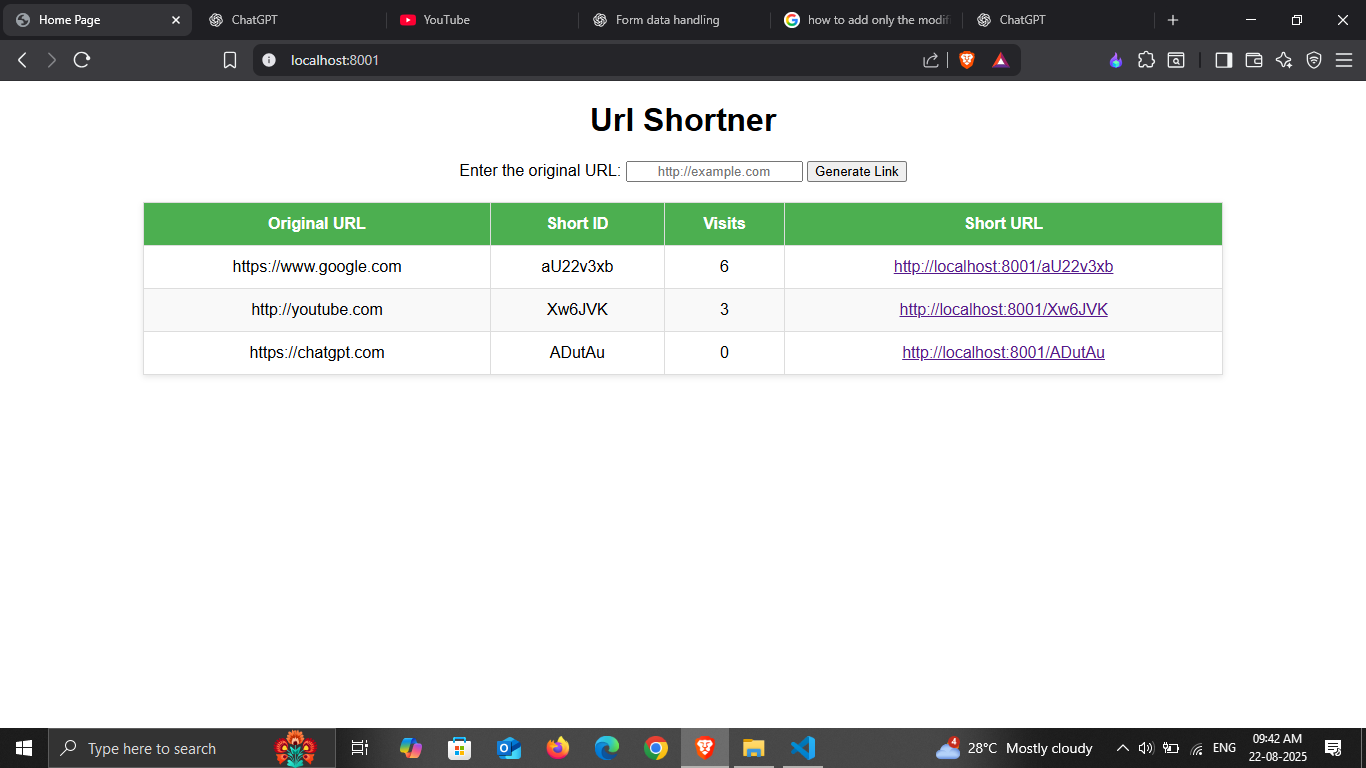 Home Page
ChatGPT
YouTube
Form data handling
how to add only the modif
ChatGPT
localhost:8001
Url Shortner
Enter the original URL: http://example.com Generate Link
Original URL Short ID Visits Short URL
https://www.google.com aU22v3xb 6 http://localhost:8001/aU22v3xb
http://youtube.com Xw6JVK 3 http://localhost:8001/Xw6JVK
https://chatgpt.com ADutAu 0 http://localhost:8001/ADutAu
Type here to search
4
28°C Mostly cloudy
ENG
09:42 AM
22-08-2025